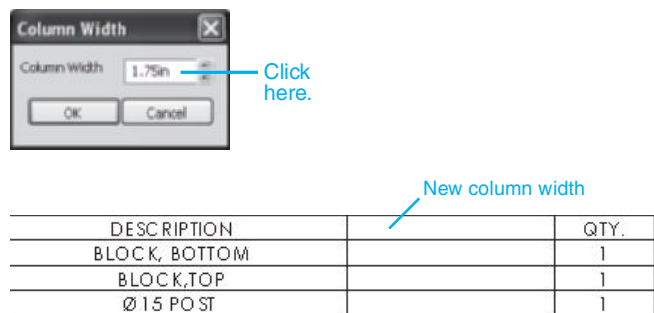 Column Width
Column Width 1.75in
Click
here.
OK Cancel
New column width
DESCRIPTION QTY.
BLOCK, BOTTOM 1
BLOCK,TOP 1
Ø15 POST 1